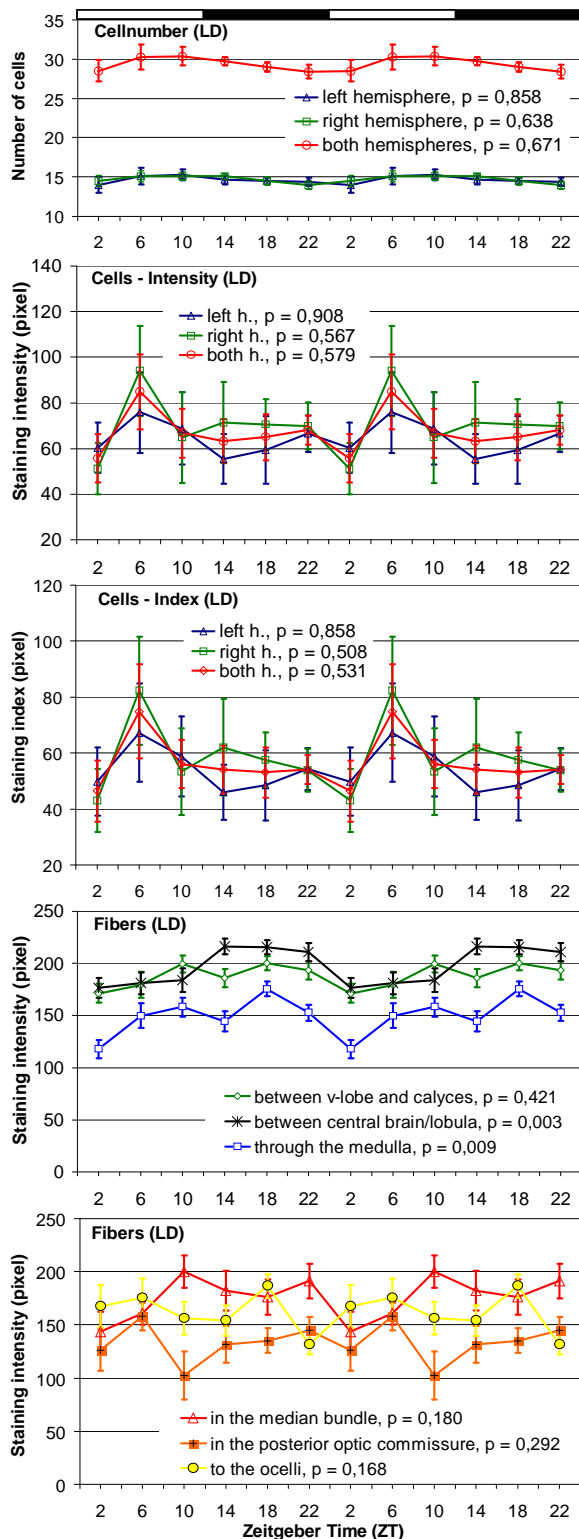 Cellnumber (LD)
Number of cells
35
30
25
20
15
10
left hemisphere, p = 0,858
right hemisphere, p = 0,638
both hemispheres, p = 0,671
2 6 10 14 18 22 2 6 10 14 18 22
Cells - Intensity (LD)
Staining intensity (pixel)
140
120
100
80
60
40
20
left h., p = 0,908
right h., p = 0,567
both h., p = 0,579
2 6 10 14 18 22 2 6 10 14 18 22
Cells - Index (LD)
Staining index (pixel)
120
100
80
60
40
20
left h., p = 0,858
right h., p = 0,508
both h., p = 0,531
2 6 10 14 18 22 2 6 10 14 18 22
Fibers (LD)
Staining intensity (pixel)
250
200
150
100
50
0
between v-lobe and calyces, p = 0,421
between central brain/lobula, p = 0,003
through the medulla, p = 0,009
2 6 10 14 18 22 2 6 10 14 18 22
Fibers (LD)
Staining intensity (pixel)
250
200
150
100
50
0
in the median bundle, p = 0,180
in the posterior optic commissure, p = 0,292
to the ocelli, p = 0,168
2 6 10 14 18 22 2 6 10 14 18 22
Zeitgeber Time (ZT)